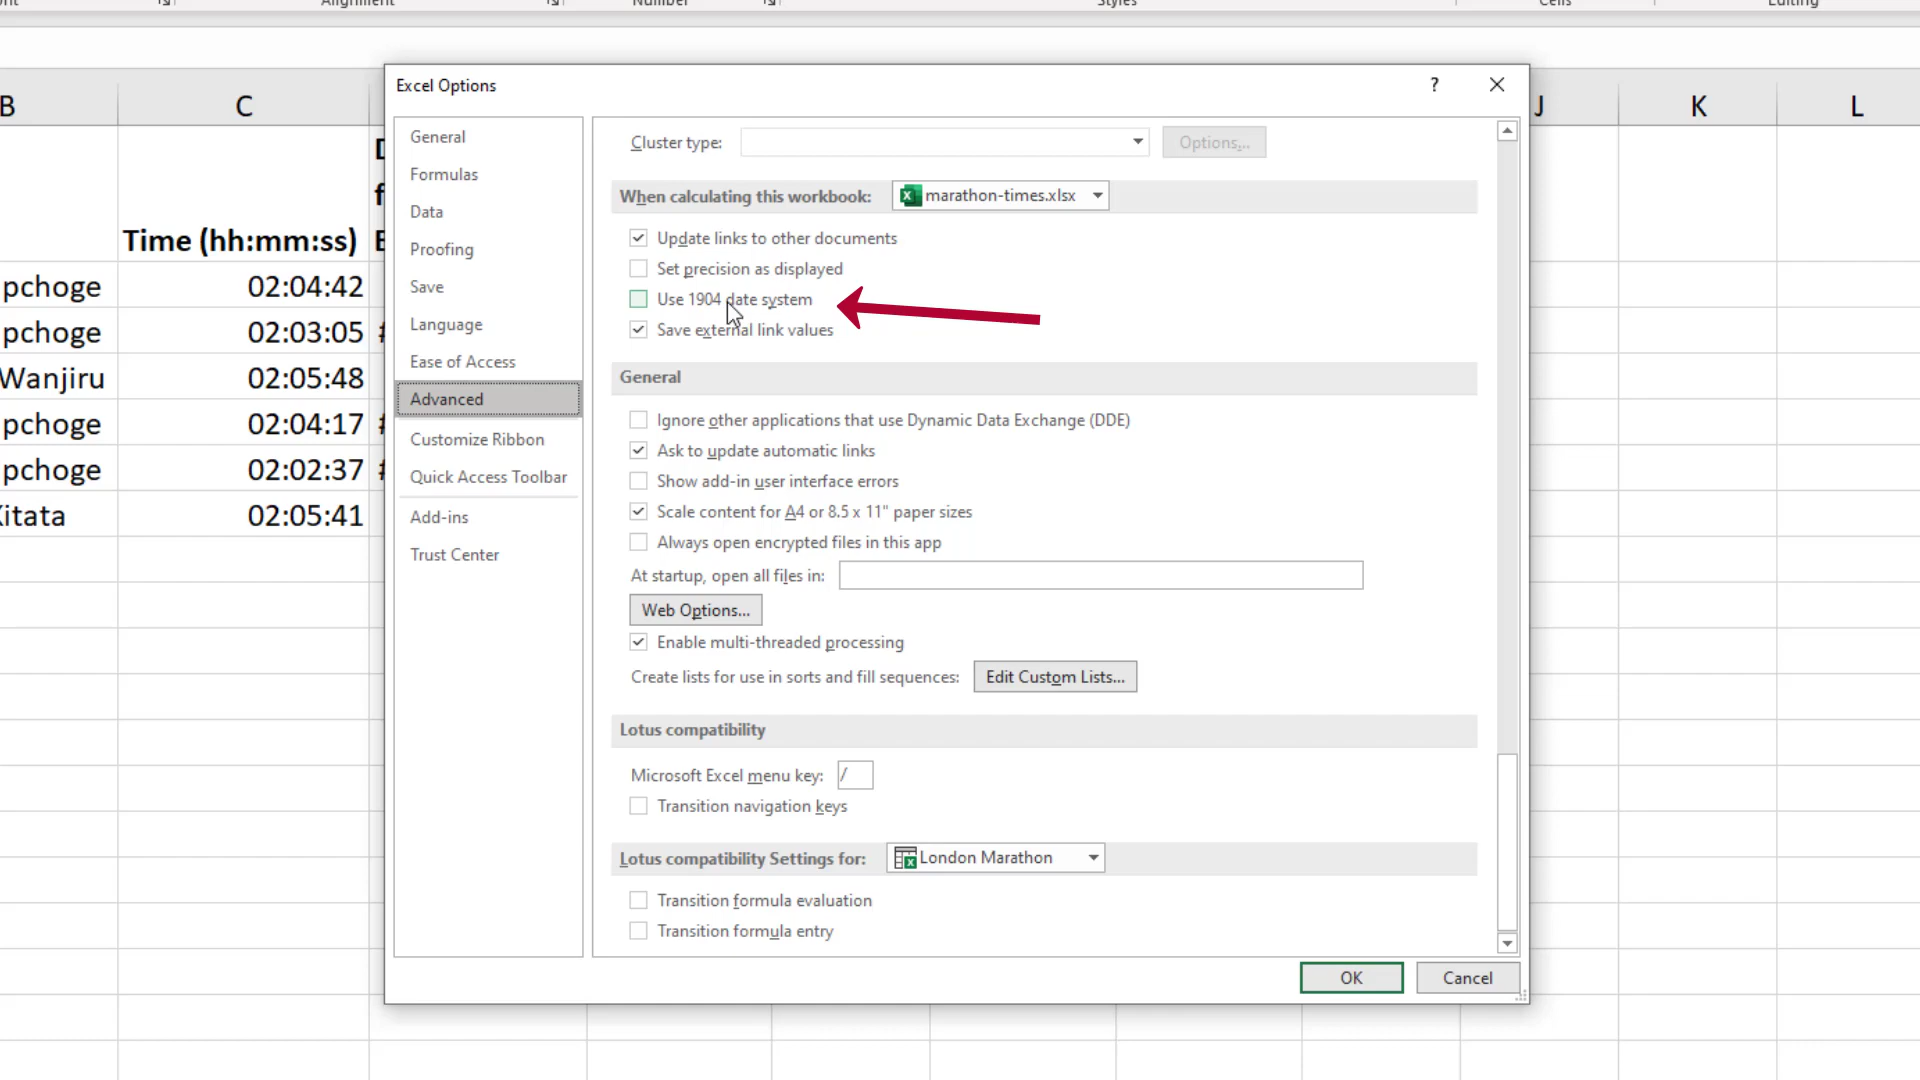 Alignment
Number
Styles
Cells
Editing
Excel Options
?
B
C
J
K
L
General
Formulas
Data
Proofing
Save
Language
Ease of Access
Advanced
Customize Ribbon
Quick Access Toolbar
Add-ins
Trust Center
Time (hh:mm:ss)
pchoge 02:04:42
pchoge 02:03:05 #
Wanjiru 02:05:48
pchoge 02:04:17 #
pchoge 02:02:37 #
Kitata 02:05:41
Cluster type:
Options...
When calculating this workbook: marathon-times.xlsx
Update links to other documents
Set precision as displayed
Use 1904 date system
Save external link values
General
Ignore other applications that use Dynamic Data Exchange (DDE)
Ask to update automatic links
Show add-in user interface errors
Scale content for A4 or 8.5 x 11" paper sizes
Always open encrypted files in this app
At startup, open all files in:
Web Options...
Enable multi-threaded processing
Create lists for use in sorts and fill sequences: Edit Custom Lists...
Lotus compatibility
Microsoft Excel menu key: /
Transition navigation keys
Lotus compatibility Settings for: London Marathon
Transition formula evaluation
Transition formula entry
OK
Cancel